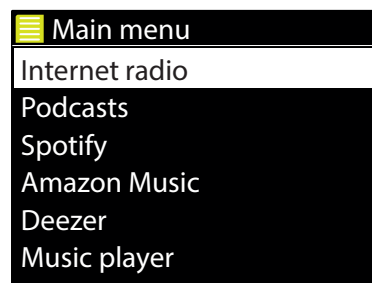 Main menu
Internet radio
Podcasts
Spotify
Amazon Music
Deezer
Music player